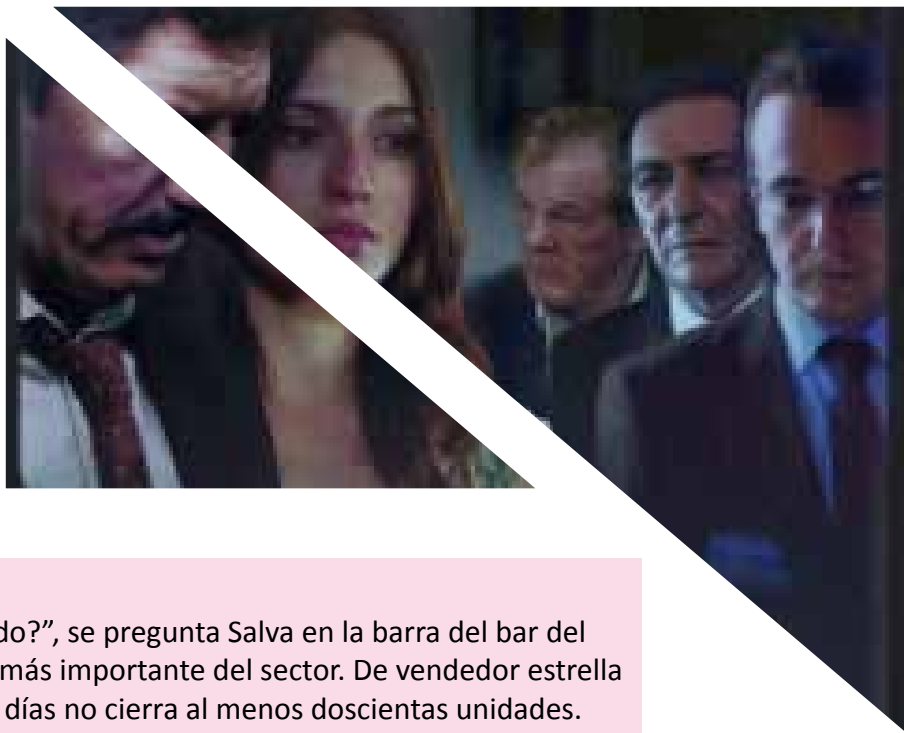 do?”, se pregunta Salva en la barra del bar del
más importante del sector. De vendedor estrella
días no cierra al menos doscientas unidades.